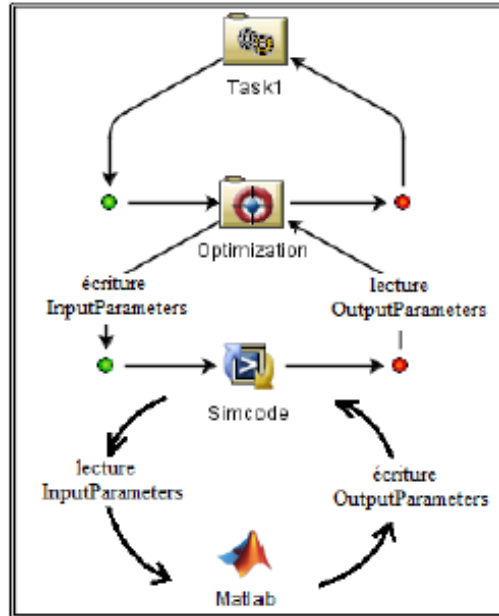 Task1
Optimization
écriture
InputParameters
lecture
OutputParameters
Simcode
lecture
InputParameters
écriture
OutputParameters
Matlab